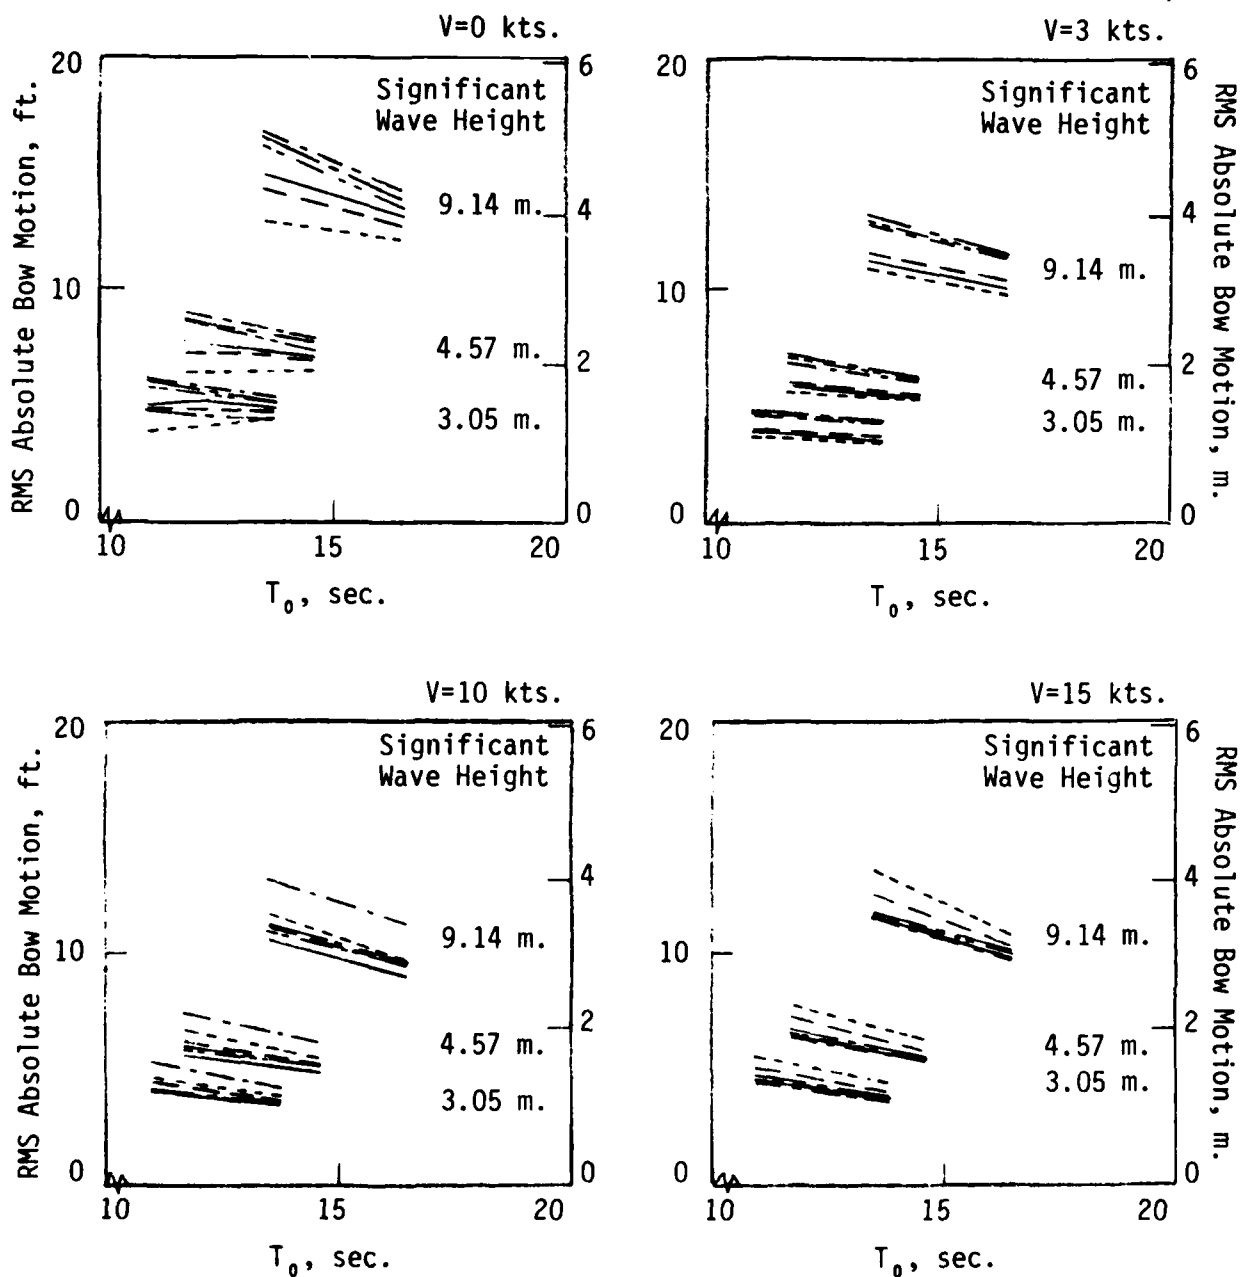 V=0 kts.
RMS Absolute Bow Motion, ft.
20
10
0
Significant
Wave Height
9.14 m.
4.57 m.
3.05 m.
6
4
2
0
10
15
20
T₀, sec.
V=3 kts.
20
10
0
Significant
Wave Height
9.14 m.
4.57 m.
3.05 m.
6
4
2
0
RMS Absolute Bow Motion, m.
10
15
20
T₀, sec.
V=10 kts.
RMS Absolute Bow Motion, ft.
20
10
0
Significant
Wave Height
9.14 m.
4.57 m.
3.05 m.
6
4
2
0
10
15
20
T₀, sec.
V=15 kts.
20
10
0
Significant
Wave Height
9.14 m.
4.57 m.
3.05 m.
6
4
2
0
RMS Absolute Bow Motion, m.
10
15
20
T₀, sec.